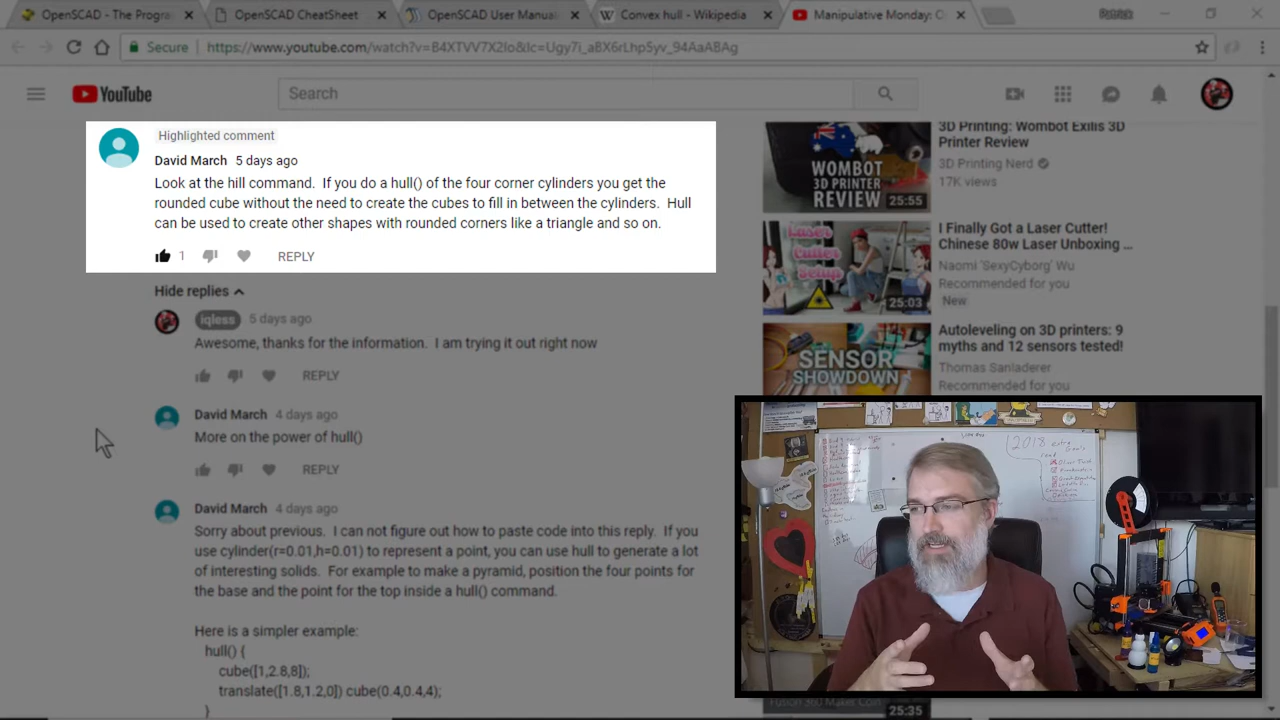 OpenSCAD - The Progra
OpenSCAD CheatSheet
OpenSCAD User Manua
Convex hull - Wikipedia
Manipulative Monday: O
Secure
https://www.youtube.com/watch?v=B4XTVV7X2Io&lc=Ugy7i_aBX6rLhpSyv_94AaABAg
YouTube
Search
Highlighted comment
David March 5 days ago
Look at the hill command. If you do a hull() of the four corner cylinders you get the
rounded cube without the need to create the cubes to fill in between the cylinders. Hull
can be used to create other shapes with rounded corners like a triangle and so on.
1 REPLY
Hide replies
iqless 5 days ago
Awesome, thanks for the information. I am trying it out right now
REPLY
David March 4 days ago
More on the power of hull()
REPLY
David March 4 days ago
Sorry about previous. I can not figure out how to paste code into this reply. If you
use cylinder(r=0.01,h=0.01) to represent a point, you can use hull to generate a lot
of interesting solids. For example to make a pyramid, position the four points for
the base and the point for the top inside a hull() command.
Here is a simpler example:
hull() {
cube([1,2.8,8]);
translate([1.8,1.2,0]) cube(0.4,0.4,4);
}
WOMBOT
3D PRINTER
REVIEW
25:55
3D Printing: Wombot Exilis 3D
Printer Review
3D Printing Nerd
17K views
Laser
Cutter
Setup
25:03
I Finally Got a Laser Cutter!
Chinese 80w Laser Unboxing ...
Naomi 'SexyCyborg' Wu
Recommended for you
New
SENSOR
SHOWDOWN
Autoleveling on 3D printers: 9
myths and 12 sensors tested!
Thomas Sanladerer
Recommended for you
2018
Goals
Fusion 360 Maker Coin
25:35